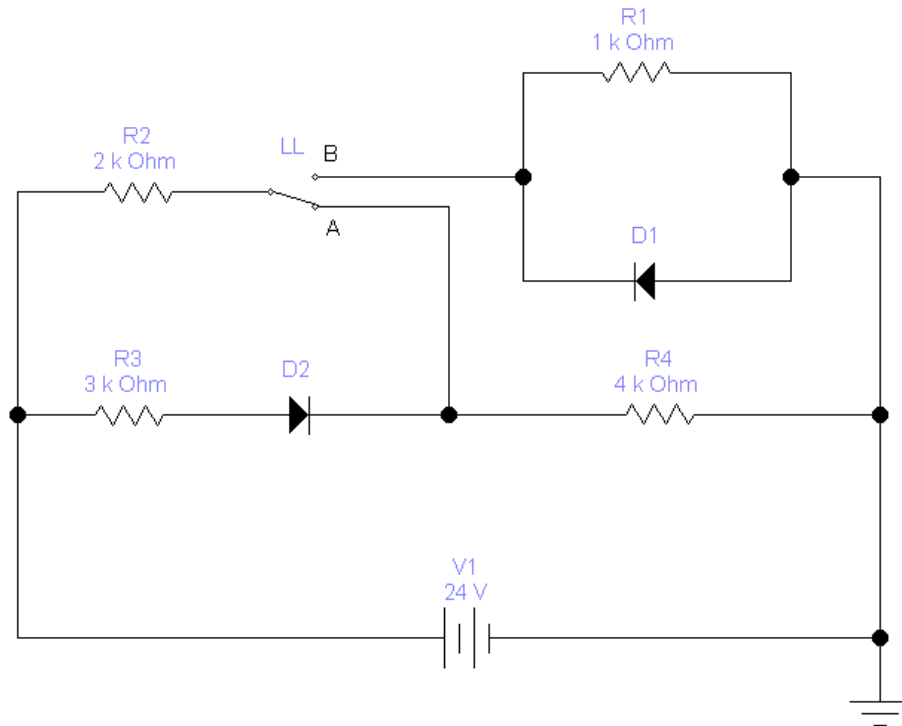 R1
1 k Ohm
R2
2 k Ohm
LL
B
A
D1
R3
3 k Ohm
D2
R4
4 k Ohm
V1
24 V